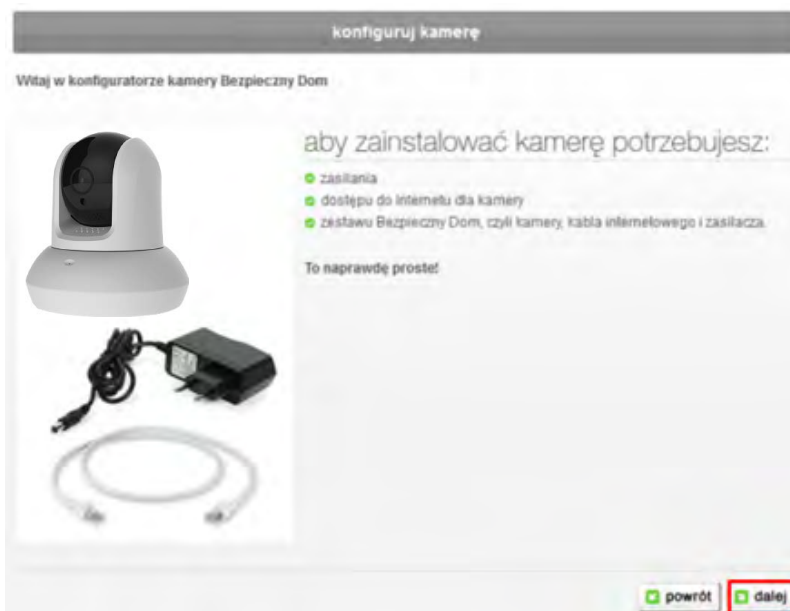 konfiguruj kamerę
Witaj w konfiguratorze kamery Bezpieczny Dom
aby zainstalować kamerę potrzebujesz:
zasilania
dostępu do Internetu dla kamery
zestawu Bezpieczny Dom, czyli kamery, kabla internetowego i zasilacza.
To naprawdę proste!
powrót
dalej